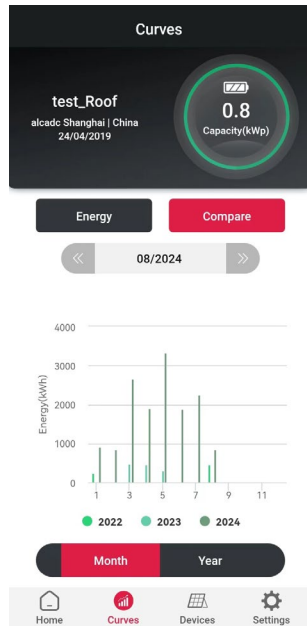 Curves
test_Roof
alcadc Shanghai | China
24/04/2019
0.8
Capacity(kWp)
Energy
Compare
08/2024
Energy(kWh)
4000
3000
2000
1000
0
1 3 5 7 9 11
2022 2023 2024
Month Year
Home Curves Devices Settings